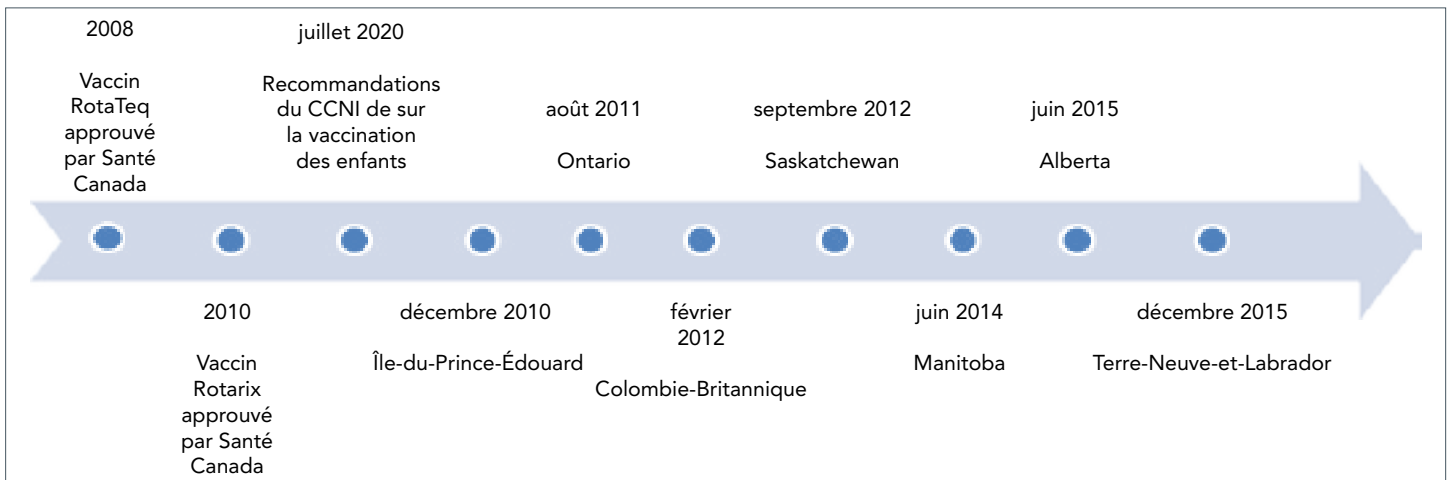 2008
Vaccin
RotaTeq
approuvé
par Santé
Canada
2010
Vaccin
Rotarix
approuvé
par Santé
Canada
juillet 2020
Recommandations
du CCNI de sur
la vaccination
des enfants
décembre 2010
Île-du-Prince-Édouard
août 2011
Ontario
février
2012
Colombie-Britannique
septembre 2012
Saskatchewan
juin 2014
Manitoba
juin 2015
Alberta
décembre 2015
Terre-Neuve-et-Labrador